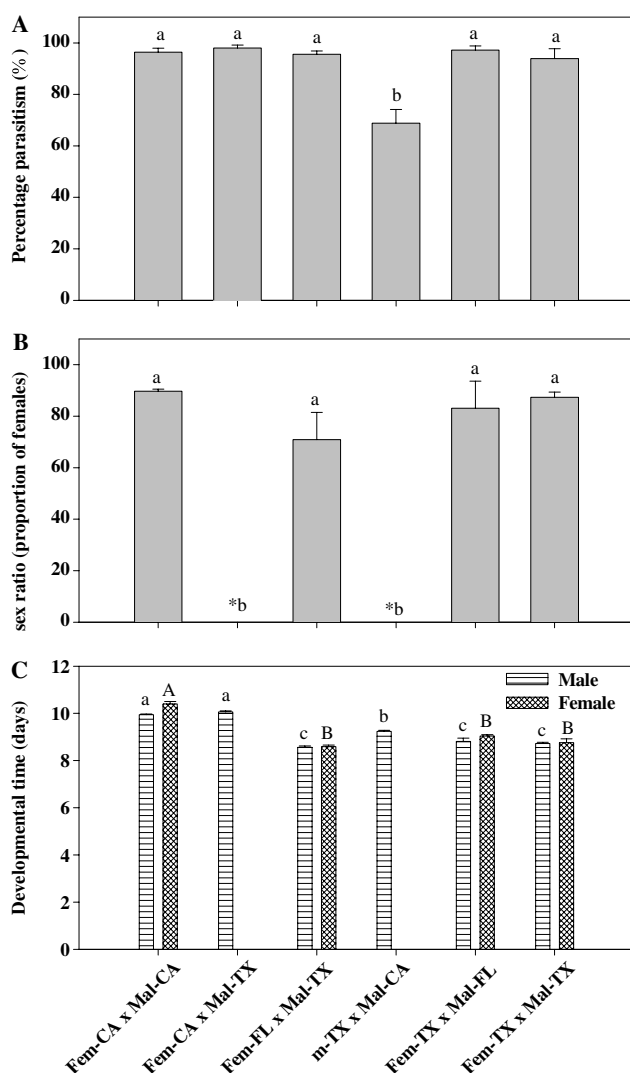 A
a a a b a a
Percentage parasitism (%)
100
80
60
40
20
0
B
a *b a *b a a
sex ratio (proportion of females)
100
80
60
40
20
0
C
Male
Female
a A a c B b c B c B
Developmental time (days)
12
10
8
6
4
2
0
Fem-CA x Mal-CA
Fem-CA x Mal-TX
Fem-FL x Mal-TX
m-TX x Mal-CA
Fem-TX x Mal-FL
Fem-TX x Mal-TX